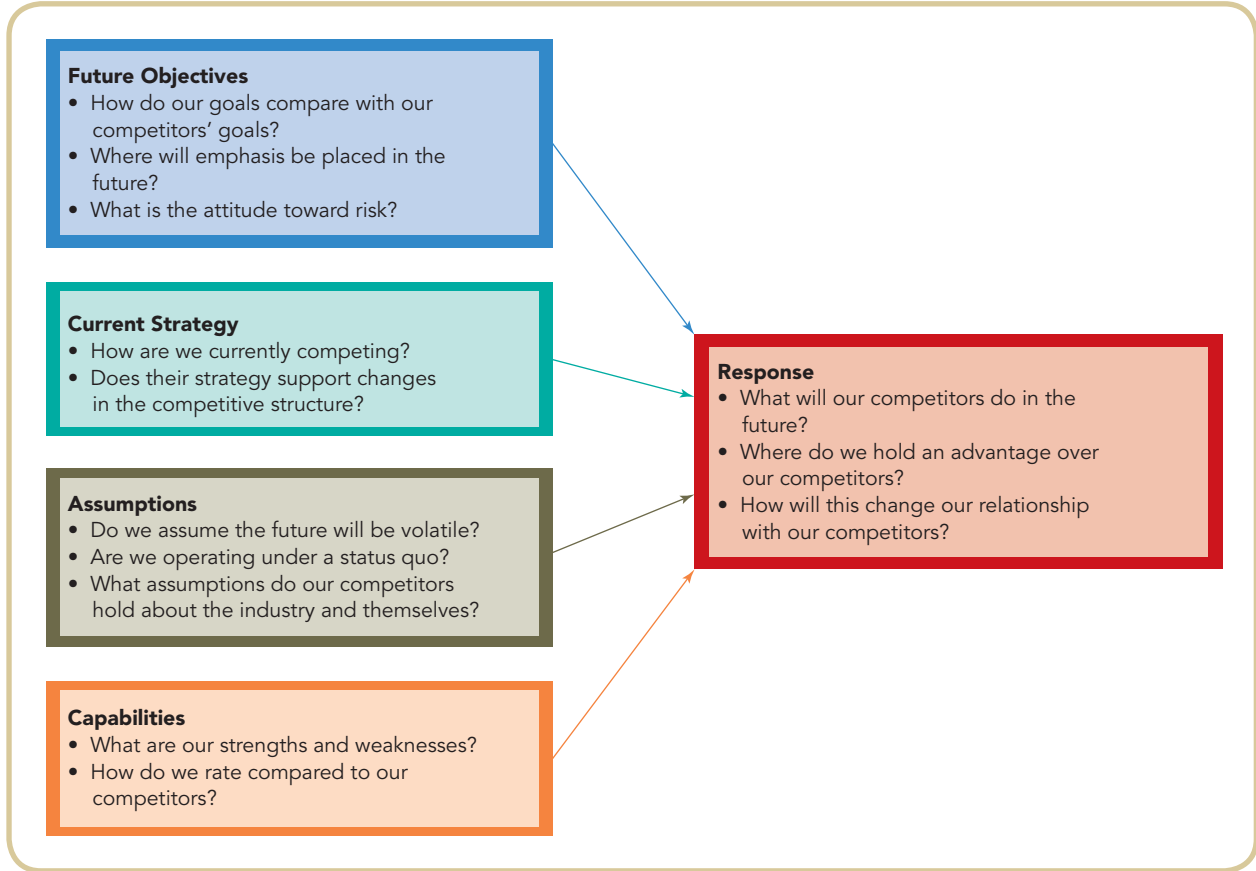 Future Objectives
• How do our goals compare with our
competitors’ goals?
• Where will emphasis be placed in the
future?
• What is the attitude toward risk?
Current Strategy
• How are we currently competing?
• Does their strategy support changes
in the competitive structure?
Assumptions
• Do we assume the future will be volatile?
• Are we operating under a status quo?
• What assumptions do our competitors
hold about the industry and themselves?
Capabilities
• What are our strengths and weaknesses?
• How do we rate compared to our
competitors?
Response
• What will our competitors do in the
future?
• Where do we hold an advantage over
our competitors?
• How will this change our relationship
with our competitors?